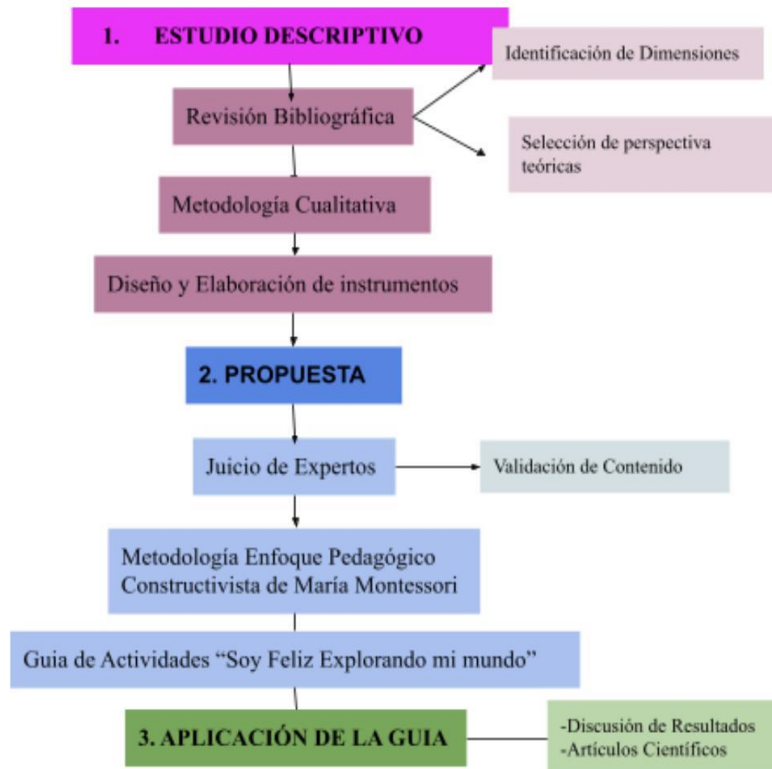 1. ESTUDIO DESCRIPTIVO
Identificación de Dimensiones
Revisión Bibliográfica
Selección de perspectiva
teóricas
Metodología Cualitativa
Diseño y Elaboración de instrumentos
2. PROPUESTA
Juicio de Expertos
Validación de Contenido
Metodología Enfoque Pedagógico
Constructivista de María Montessori
Guia de Actividades “Soy Feliz Explorando mi mundo”
3. APLICACIÓN DE LA GUIA
-Discusión de Resultados
-Artículos Científicos